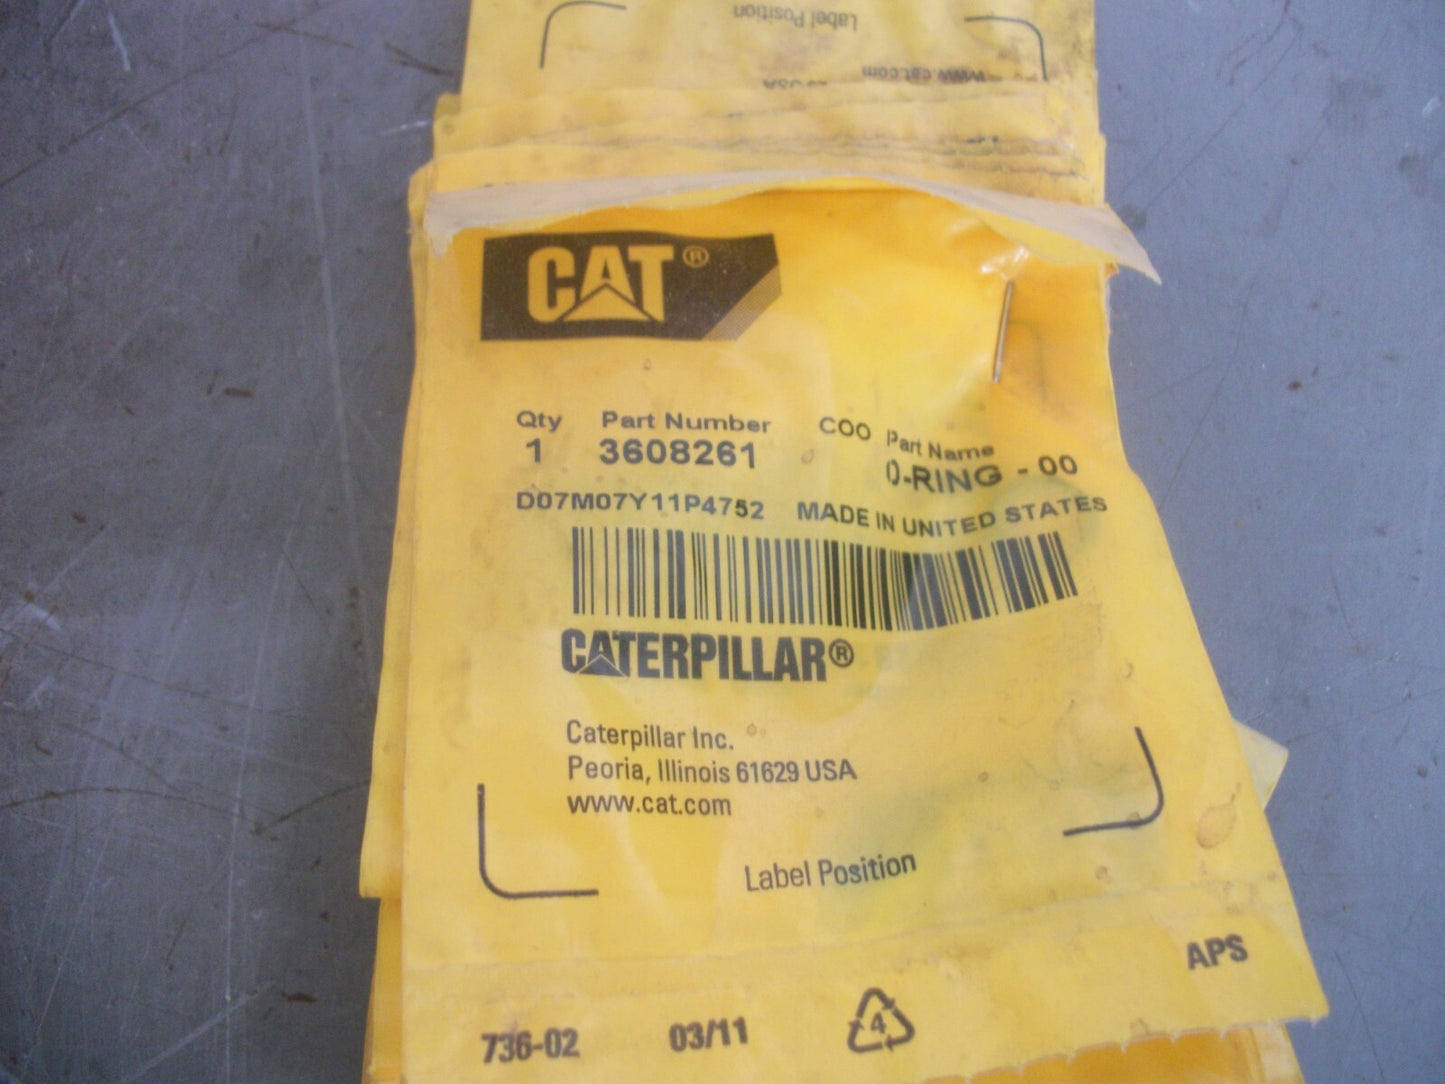 Label Position
www.cat.com
USA
CAT®
Qty Part Number COO Part Name
1 3608261 O-RING - 00
D07M07Y11P4752 MADE IN UNITED STATES
CATERPILLAR®
Caterpillar Inc.
Peoria, Illinois 61629 USA
www.cat.com
Label Position
APS
736-02 03/11 4